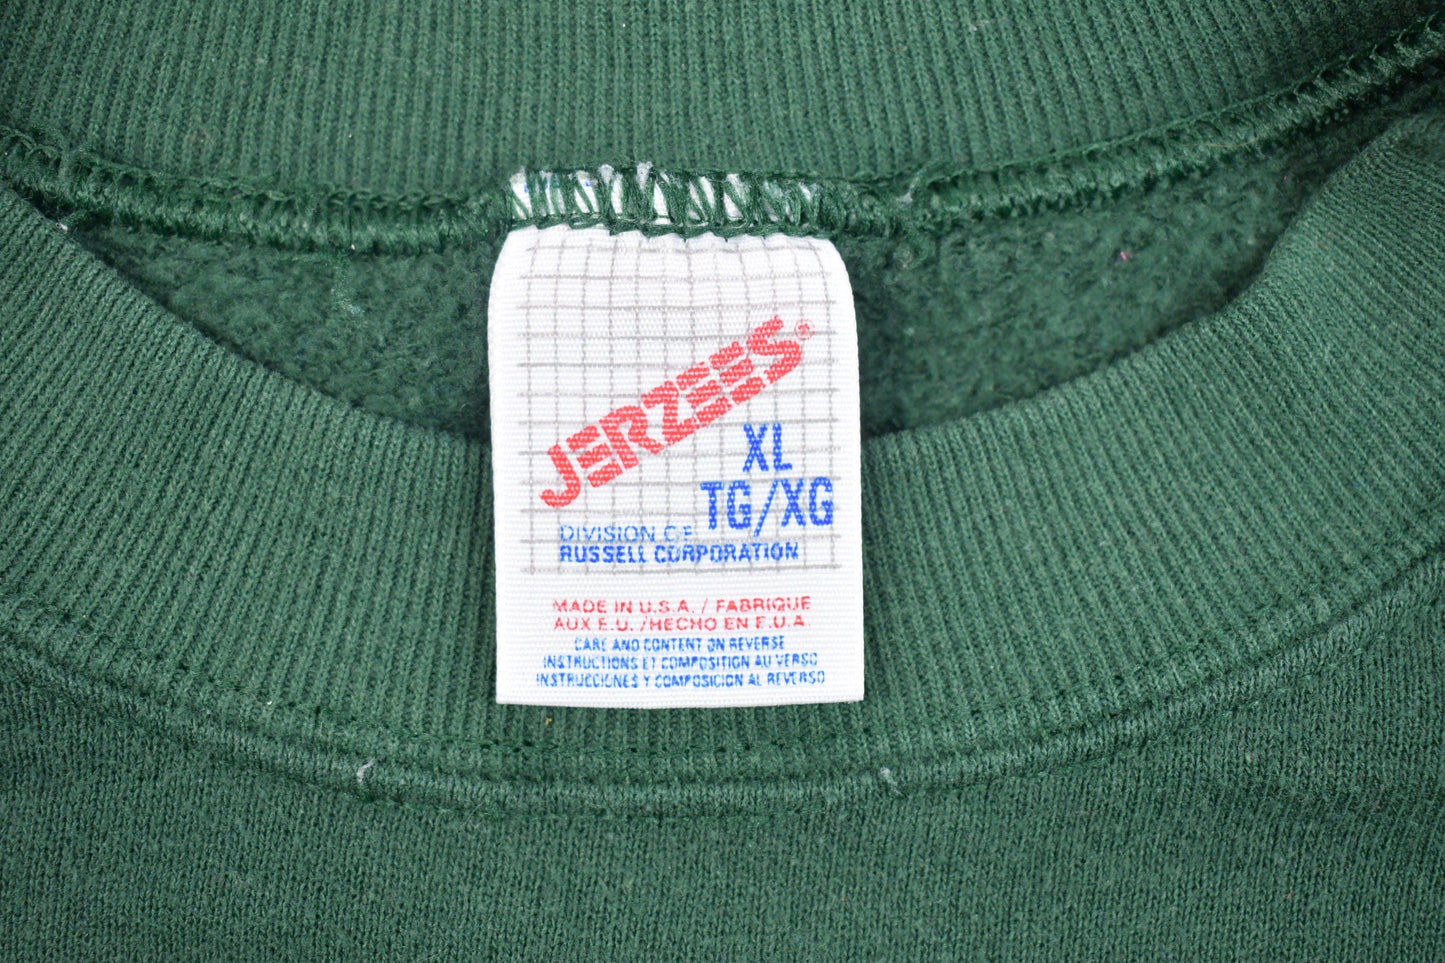 JERZEES®
XL
TG/XG
DIVISION OF
RUSSELL CORPORATION
MADE IN U.S.A. / FABRIQUE
AUX E.U. /HECHO EN E.U.A.
CARE AND CONTENT ON REVERSE
INSTRUCTIONS ET COMPOSITION AU VERSO
INSTRUCCIONES Y COMPOSICION AL REVERSO